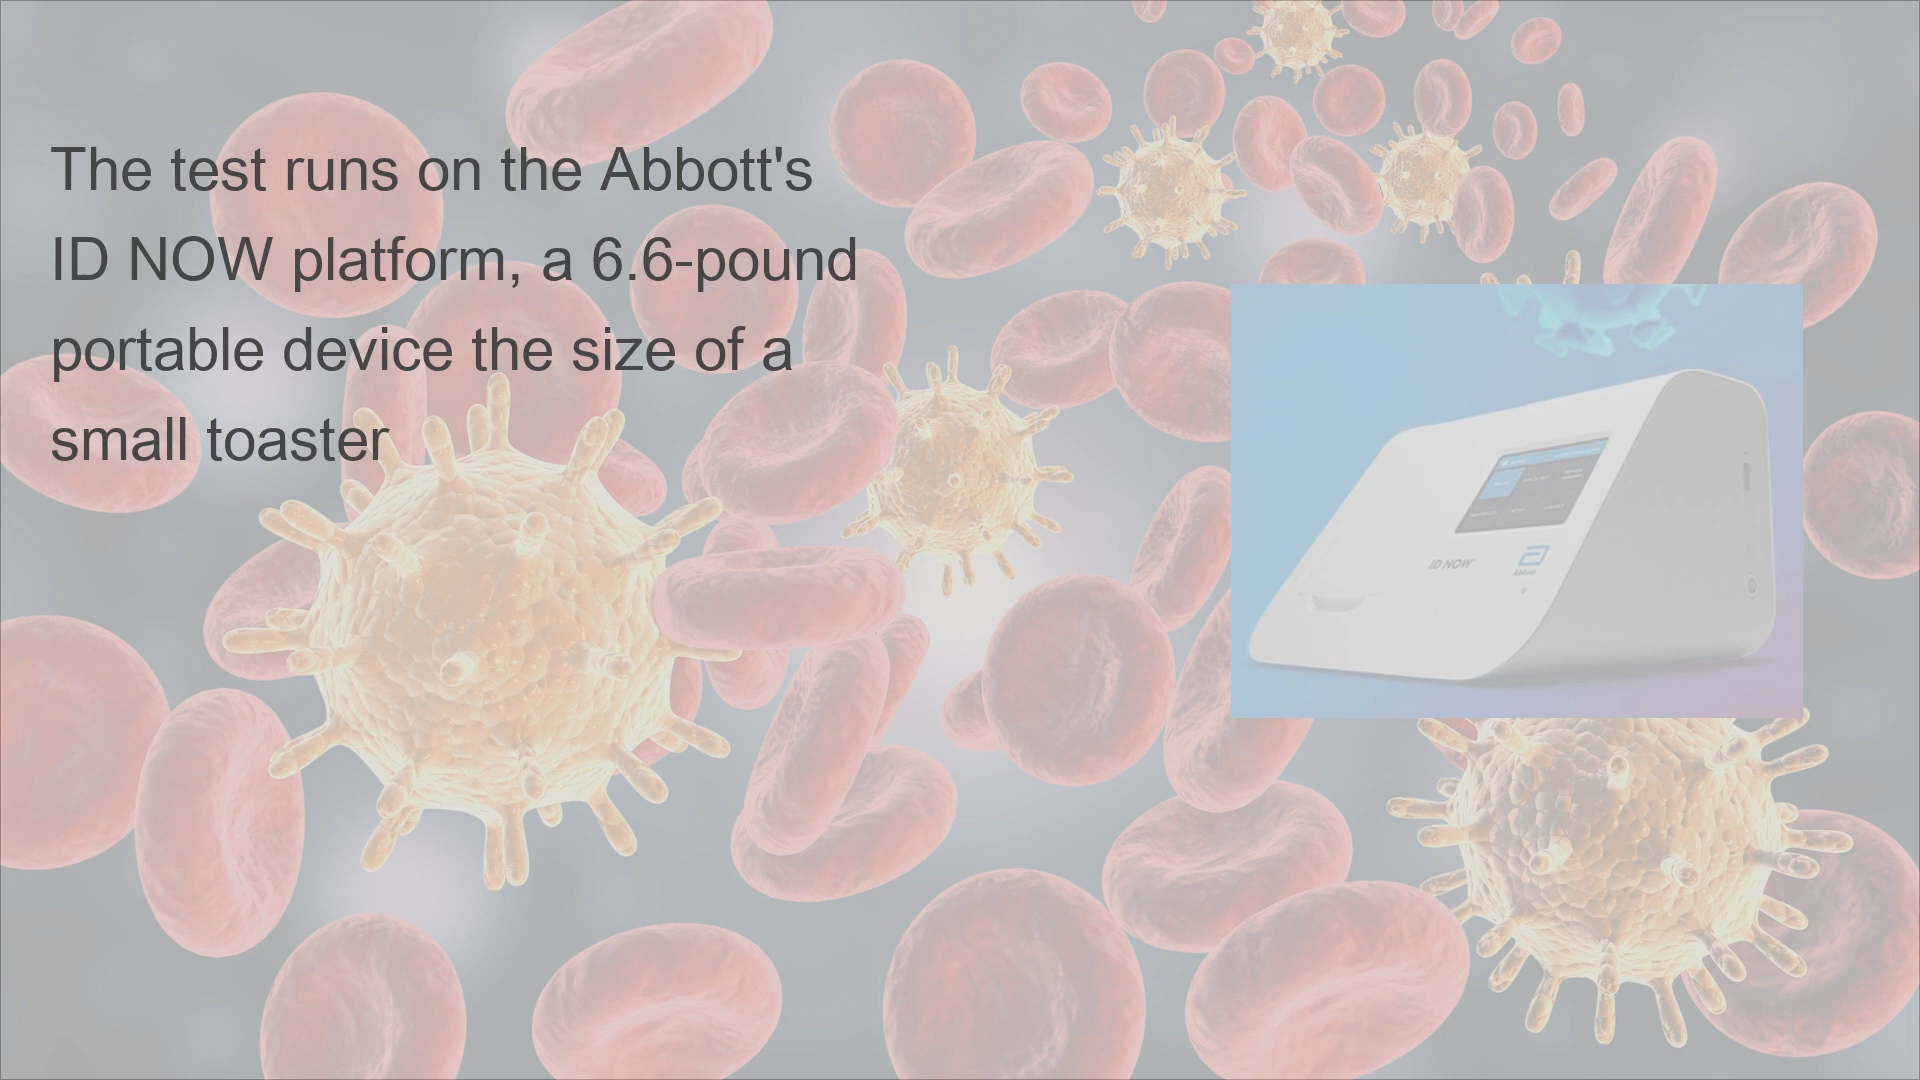 The test runs on the Abbott's
ID NOW platform, a 6.6-pound
portable device the size of a
small toaster
ID NOW
Abbott